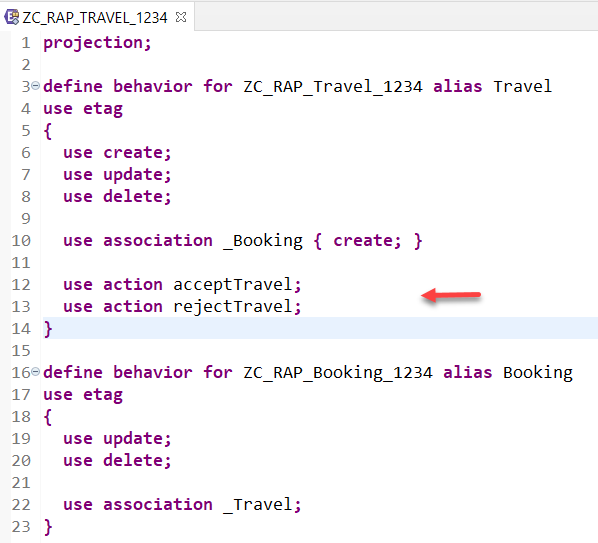 ZC_RAP_TRAVEL_1234
1 projection;
2
3 define behavior for ZC_RAP_Travel_1234 alias Travel
4 use etag
5 {
6   use create;
7   use update;
8   use delete;
9
10   use association _Booking { create; }
11
12   use action acceptTravel;
13   use action rejectTravel;
14 }
15
16 define behavior for ZC_RAP_Booking_1234 alias Booking
17 use etag
18 {
19   use update;
20   use delete;
21
22   use association _Travel;
23 }